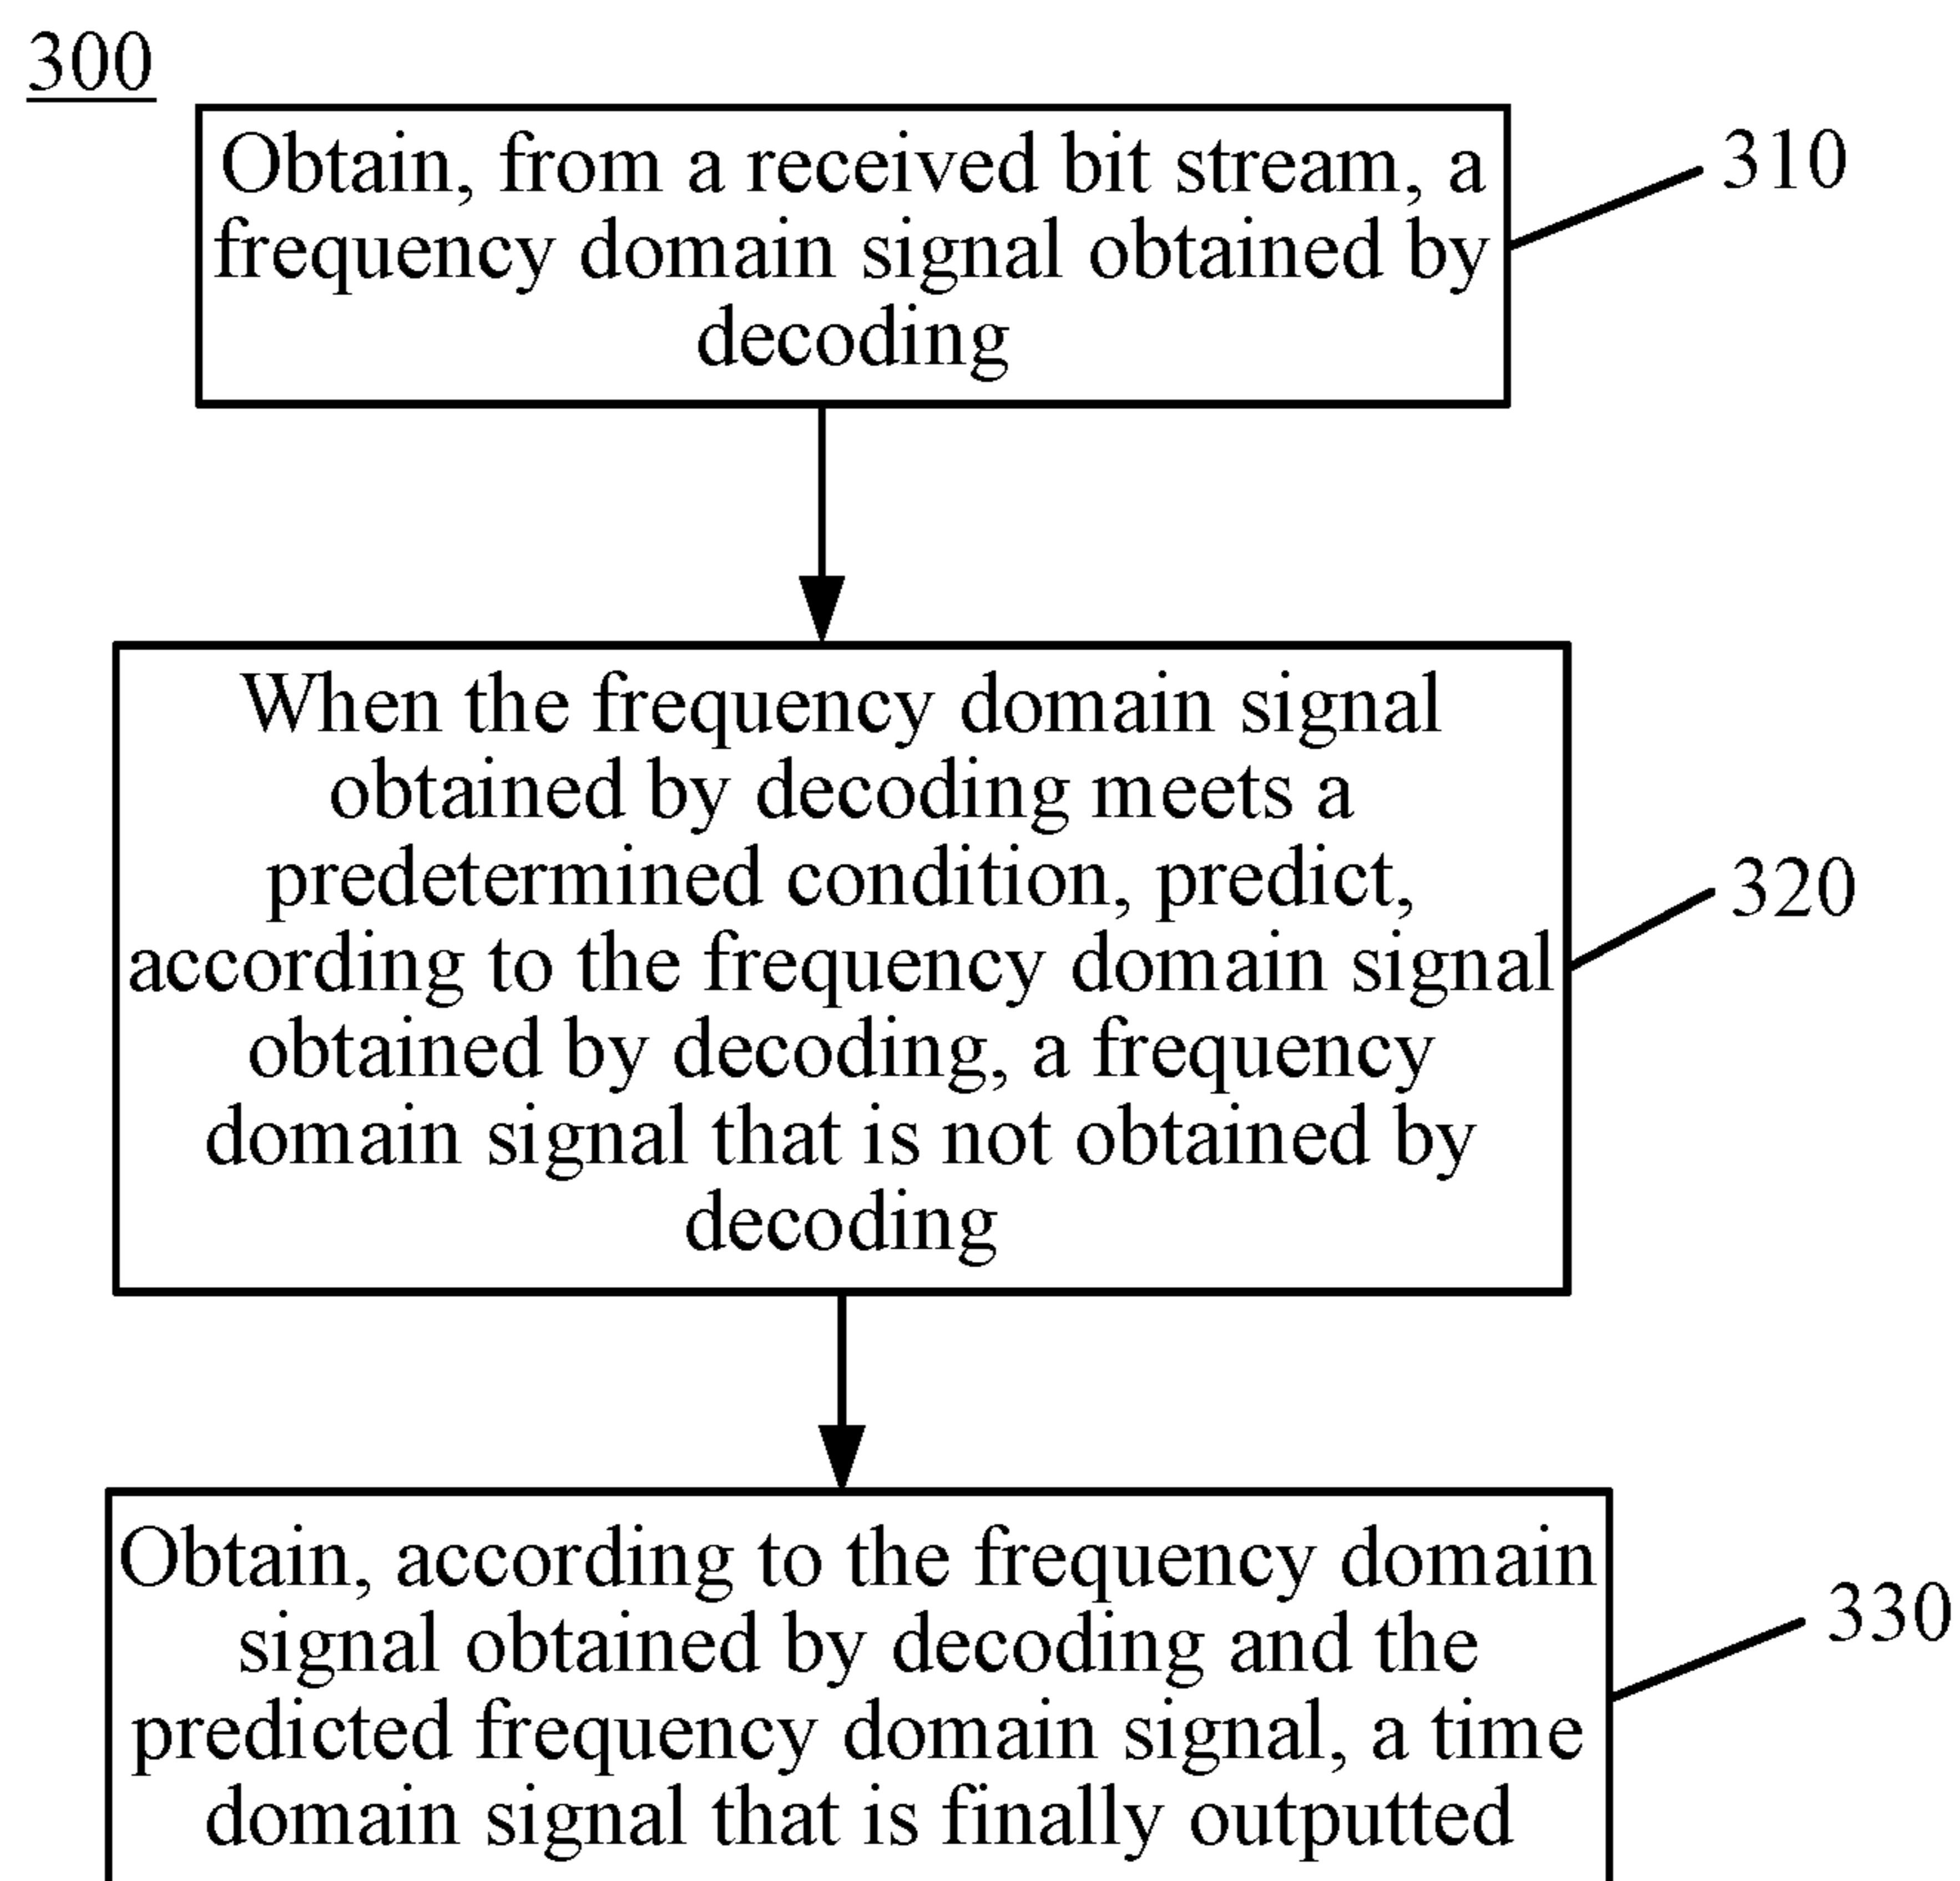 300
Obtain, from a received bit stream, a
frequency domain signal obtained by
decoding
310
When the frequency domain signal
obtained by decoding meets a
predetermined condition, predict,
according to the frequency domain signal
obtained by decoding, a frequency
domain signal that is not obtained by
decoding
320
Obtain, according to the frequency domain
signal obtained by decoding and the
predicted frequency domain signal, a time
domain signal that is finally outputted
330